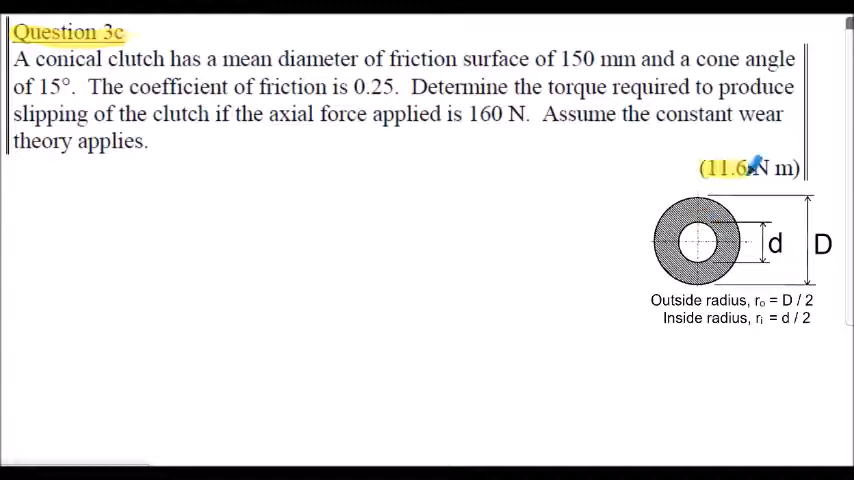 Question 3c
A conical clutch has a mean diameter of friction surface of 150 mm and a cone angle
of 15°. The coefficient of friction is 0.25. Determine the torque required to produce
slipping of the clutch if the axial force applied is 160 N. Assume the constant wear
theory applies.
(11.6 N m)
d
D
Outside radius, rₒ = D / 2
Inside radius, rᵢ = d / 2